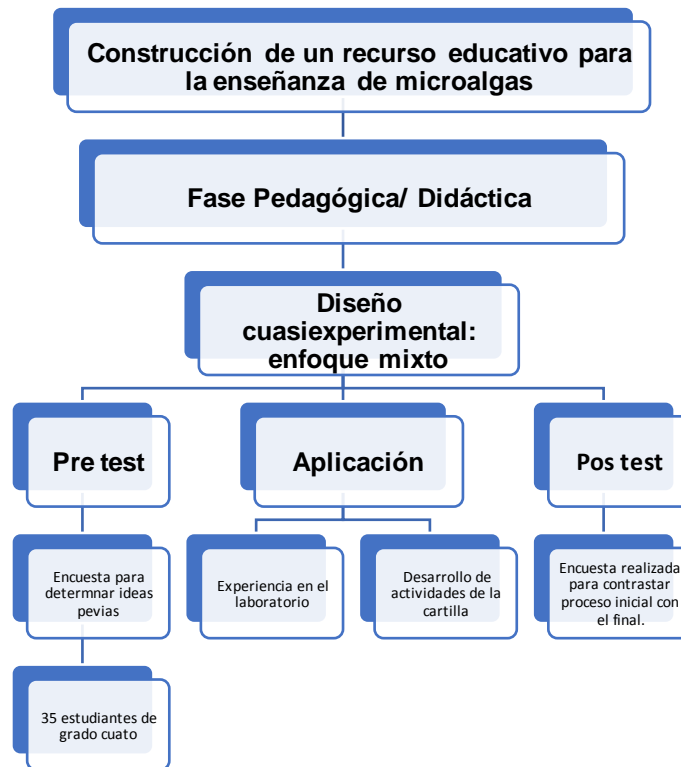 Construcción de un recurso educativo para
la enseñanza de microalgas
Fase Pedagógica/ Didáctica
Diseño
cuasiexperimental:
enfoque mixto
Pre test
Aplicación
Pos test
Encuesta para
determnar ideas
pevias
Experiencia en el
laboratorio
Desarrollo de
actividades de la
cartilla
Encuesta realizada
para contrastar
proceso inicial con
el final.
35 estudiantes de
grado cuato